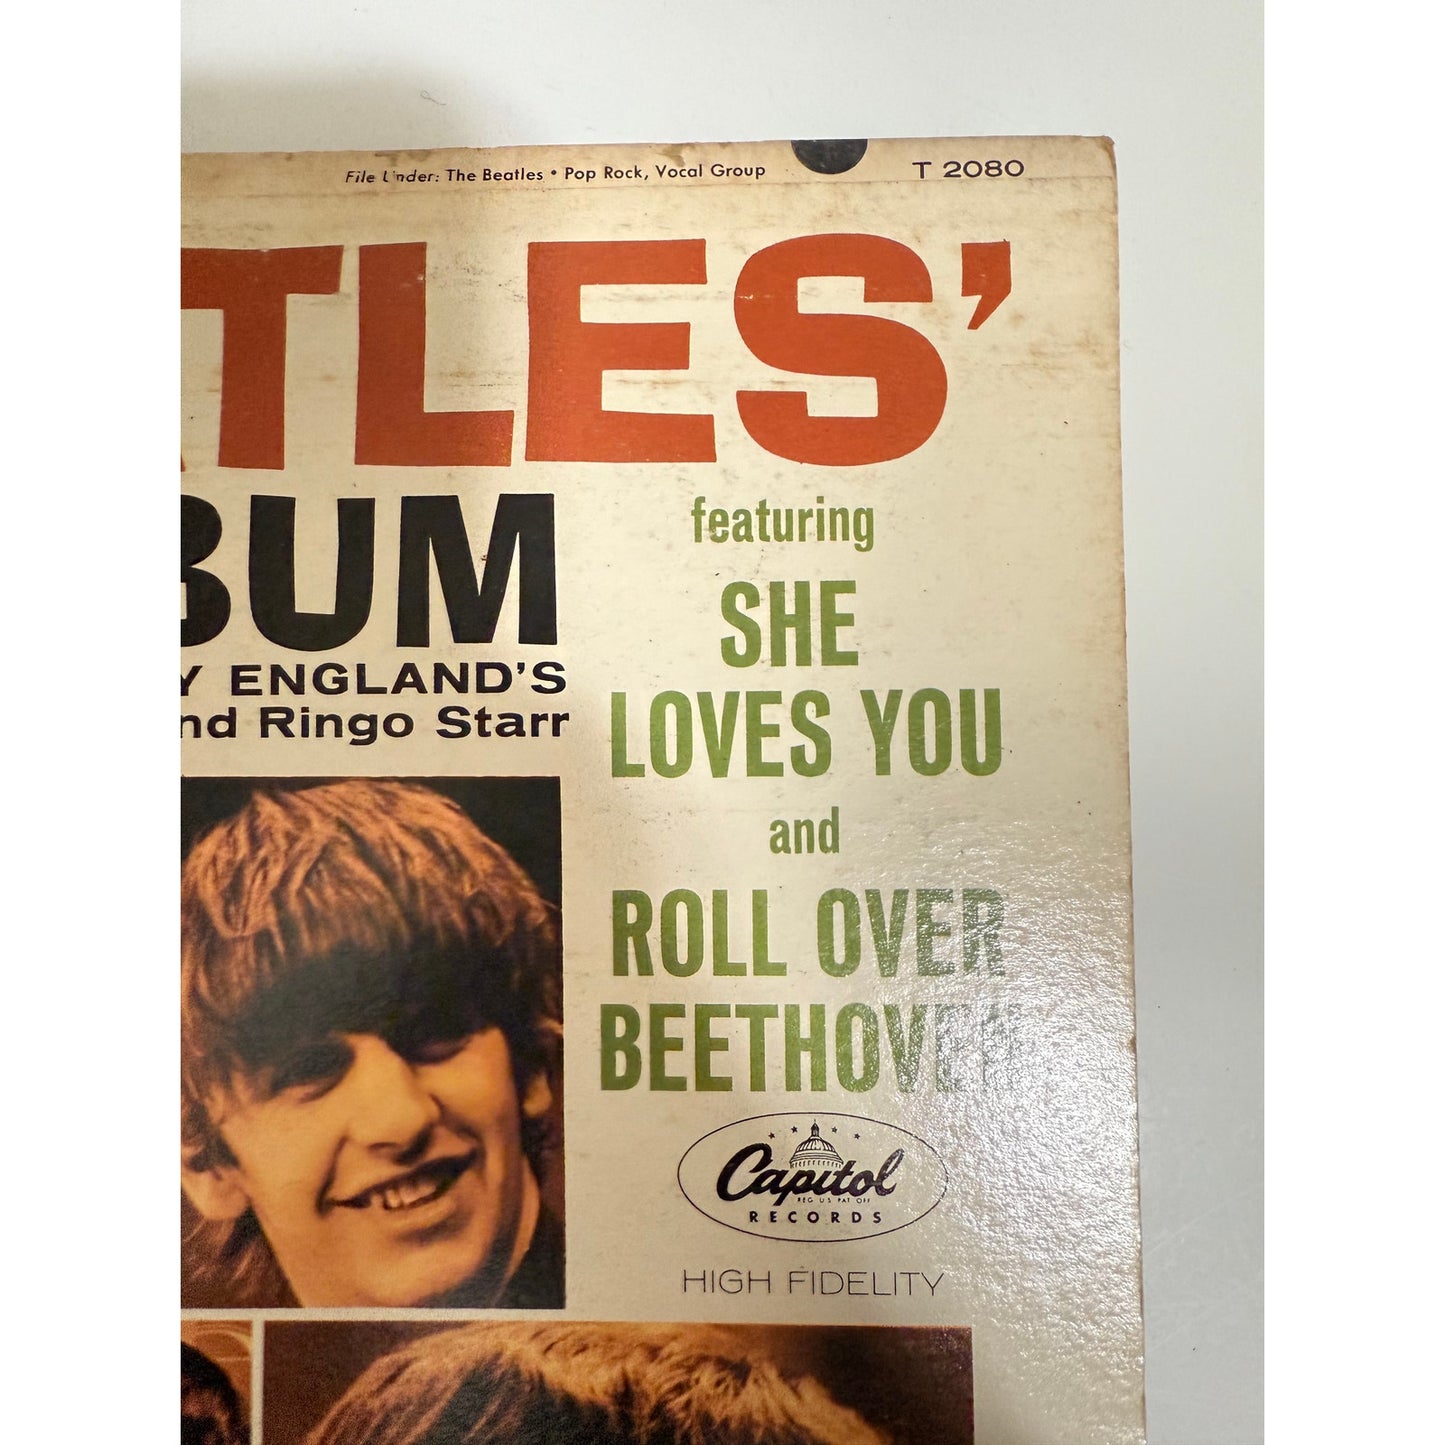 File Under: The Beatles • Pop Rock, Vocal Group
T 2080
TLES'
BUM
Y ENGLAND'S
nd Ringo Starr
featuring
SHE
LOVES YOU
and
ROLL OVER
BEETHOVEN
Capitol
REG U.S. PAT OFF
RECORDS
HIGH FIDELITY